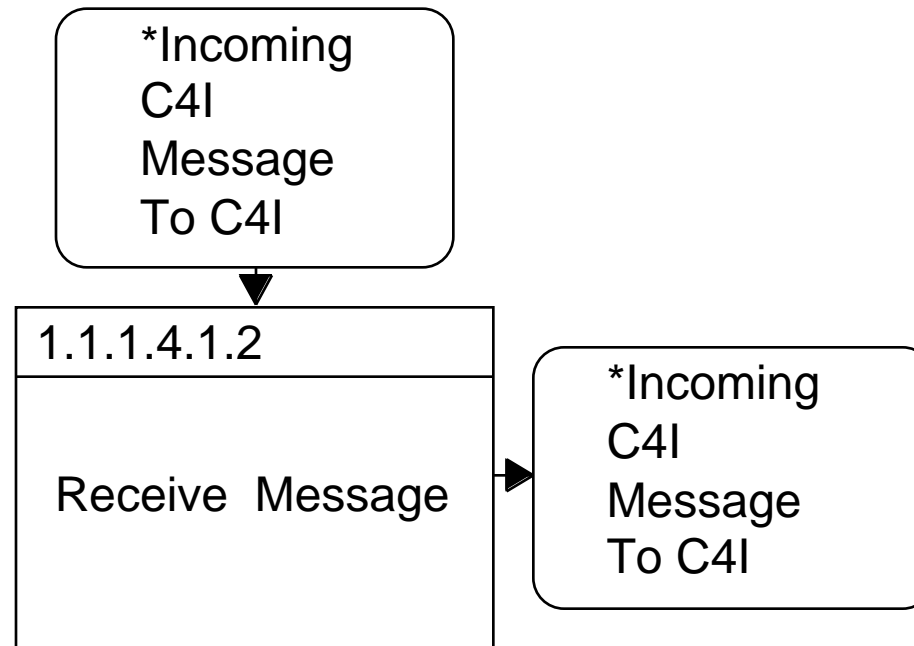 *Incoming
C4I
Message
To C4I
1.1.1.4.1.2
Receive Message
*Incoming
C4I
Message
To C4I